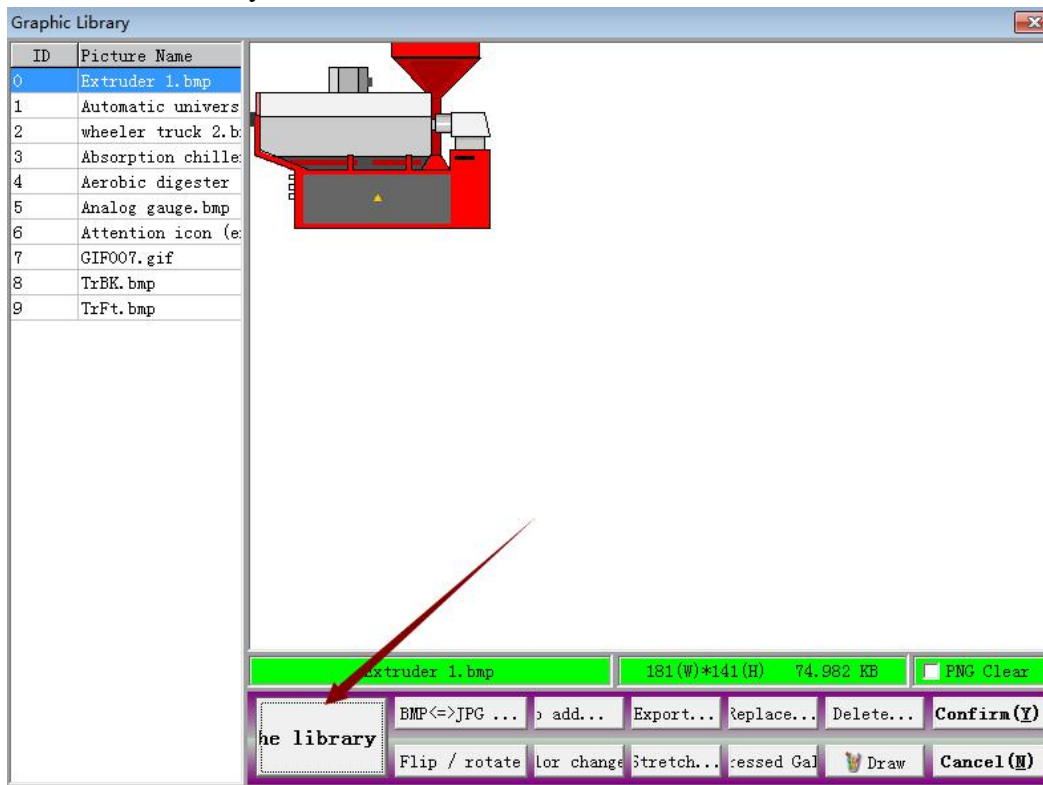 Graphic Library
ID Picture Name
0 Extruder 1.bmp
1 Automatic univers
2 wheeler truck 2.b
3 Absorption chille
4 Aerobic digester
5 Analog gauge.bmp
6 Attention icon (e
7 GIF007.gif
8 TrBK.bmp
9 TrFt.bmp
Extruder 1.bmp 181(W)*141(H) 74.982 KB PNG Clear
he library
BMP<=>JPG ... o add... Export... Replace... Delete... Confirm(Y)
Flip / rotate lor change Stretch... ressed Gal Draw Cancel(N)